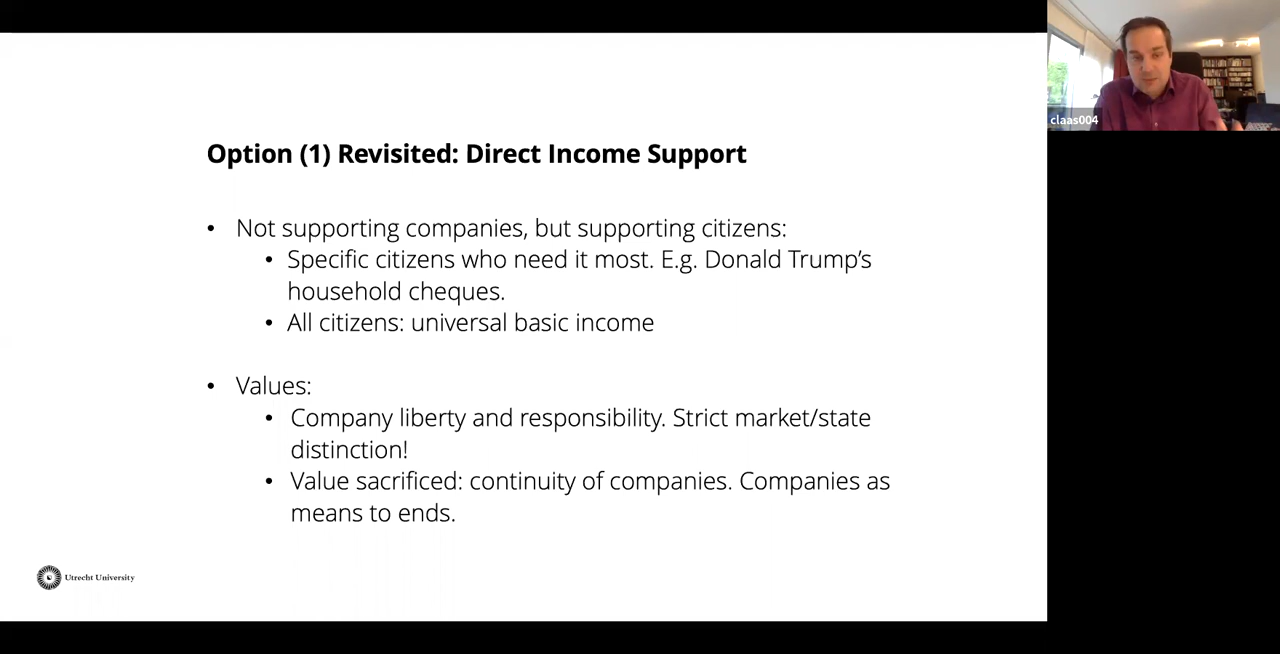 Option (1) Revisited: Direct Income Support
• Not supporting companies, but supporting citizens:
• Specific citizens who need it most. E.g. Donald Trump's
household cheques.
• All citizens: universal basic income
• Values:
• Company liberty and responsibility. Strict market/state
distinction!
• Value sacrificed: continuity of companies. Companies as
means to ends.
Utrecht University
claas004